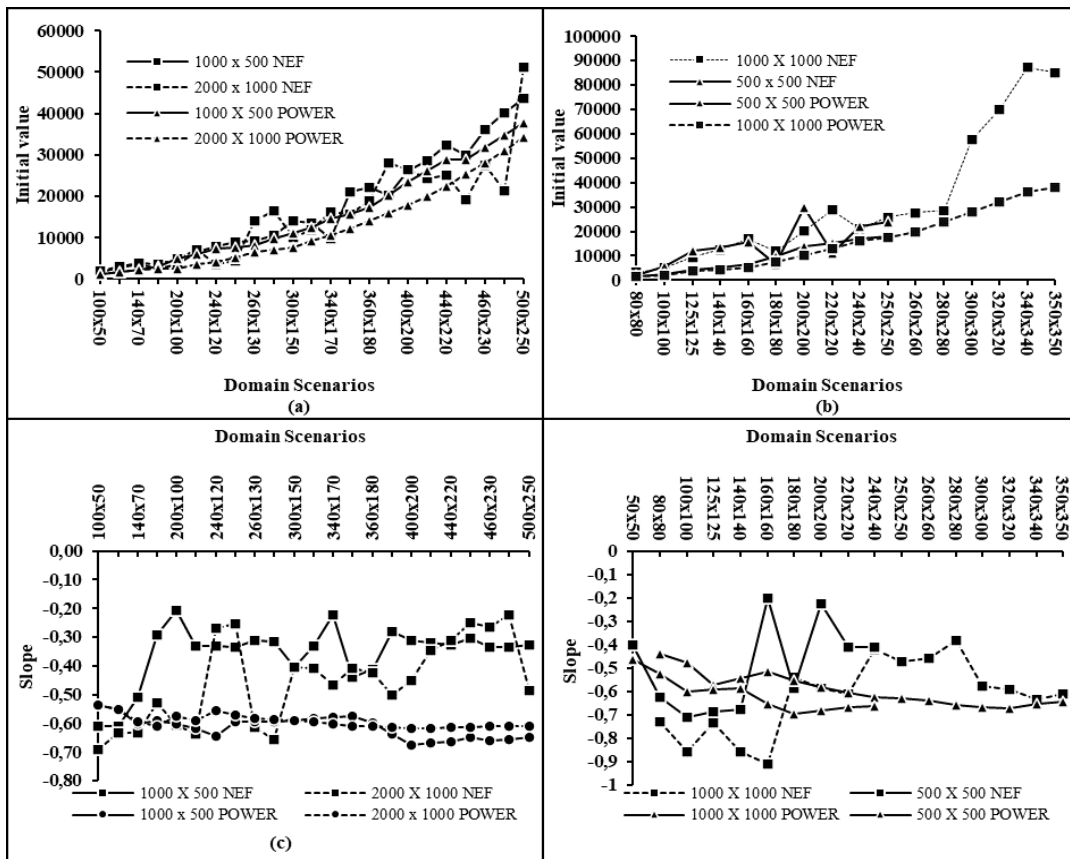 60000
50000
40000
30000
20000
10000
0
Initial value
1000 x 500 NEF
2000 x 1000 NEF
1000 X 500 POWER
2000 X 1000 POWER
100x50
140x70
200x100
240x120
260x130
300x150
340x170
360x180
400x200
440x220
460x230
500x250
Domain Scenarios
(a)
100000
90000
80000
70000
60000
50000
40000
30000
20000
10000
0
Initial value
1000 X 1000 NEF
500 x 500 NEF
500 X 500 POWER
1000 X 1000 POWER
80x80
100x100
125x125
140x140
160x160
180x180
200x200
220x220
240x240
250x250
260x260
280x280
300x300
320x320
340x340
350x350
Domain Scenarios
(b)
Domain Scenarios
100x50
140x70
200x100
240x120
260x130
300x150
340x170
360x180
400x200
440x220
460x230
500x250
0,00
-0,10
-0,20
-0,30
-0,40
-0,50
-0,60
-0,70
-0,80
Slope
1000 X 500 NEF
2000 X 1000 NEF
1000 x 500 POWER
2000 x 1000 POWER
(c)
Domain Scenarios
50x50
80x80
100x100
125x125
140x140
160x160
180x180
200x200
220x220
240x240
250x250
260x260
280x280
300x300
320x320
340x340
350x350
0
-0,1
-0,2
-0,3
-0,4
-0,5
-0,6
-0,7
-0,8
-0,9
-1
Slope
1000 X 1000 NEF
500 X 500 NEF
1000 X 1000 POWER
500 X 500 POWER